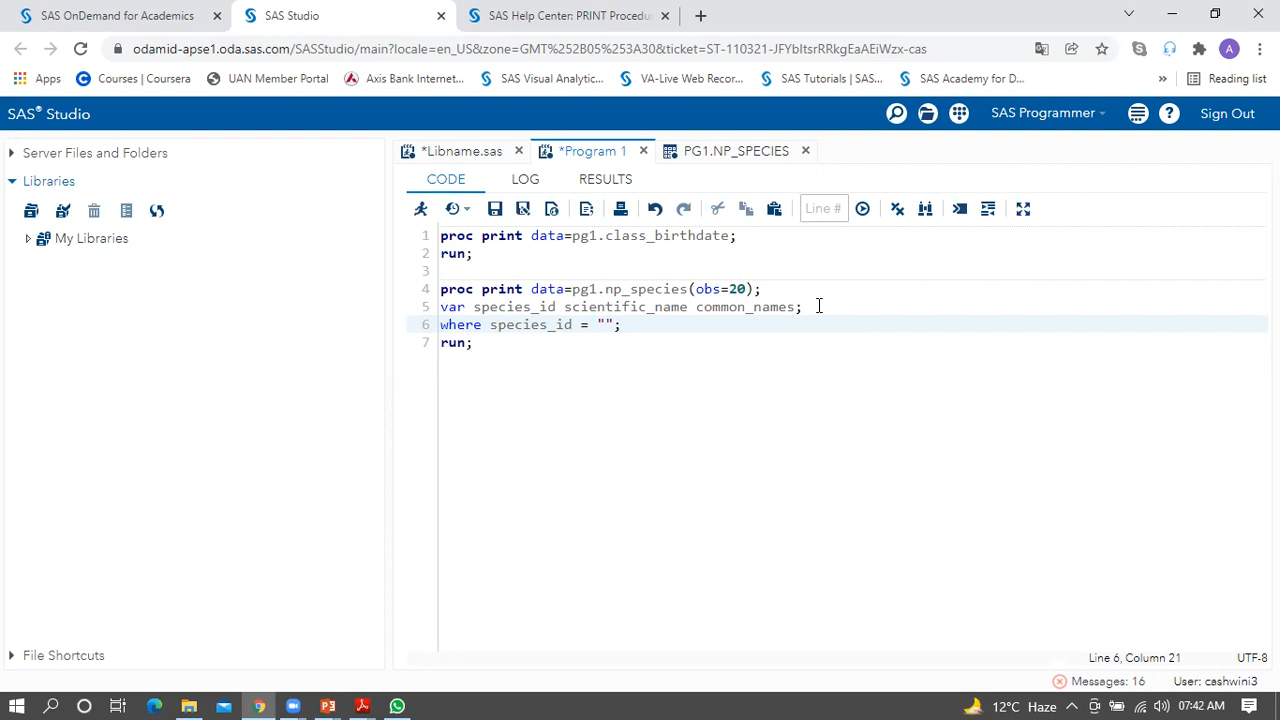 SAS OnDemand for Academics
SAS Studio
SAS Help Center: PRINT Procedu
odamid-apse1.oda.sas.com/SASStudio/main?locale=en_US&zone=GMT%252B05%253A30&ticket=ST-110321-JFYbItsrRRkgEaAEiWzx-cas
A
Apps
Courses | Coursera
UAN Member Portal
Axis Bank Internet...
SAS Visual Analytic...
VA-Live Web Recor...
SAS Tutorials | SAS...
SAS Academy for D...
»
Reading list
SAS® Studio
SAS Programmer
Sign Out
Server Files and Folders
Libraries
My Libraries
File Shortcuts
*Libname.sas
*Program 1
PG1.NP_SPECIES
CODE
LOG
RESULTS
Line #
1 proc print data=pg1.class_birthdate;
2 run;
3
4 proc print data=pg1.np_species(obs=20);
5 var species_id scientific_name common_names;
6 where species_id = "";
7 run;
Line 6, Column 21
UTF-8
Messages: 16
User: cashwini3
12°C Haze
07:42 AM